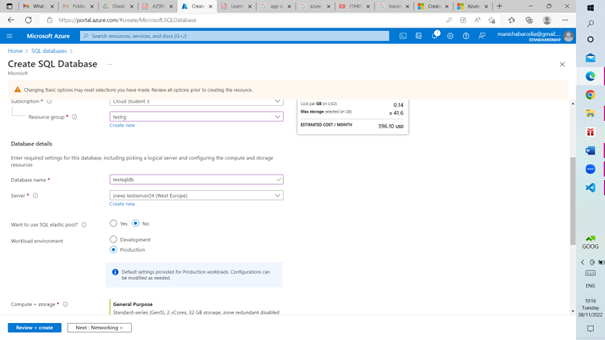 What
Folder
Cloud
AZ90
Create
Learn
app
azure
(194)
transl
Creati
Azure
https://portal.azure.com/#create/Microsoft.SQLDatabase
Microsoft Azure
Search resources, services, and docs (G+/)
manishabarodia@gmail....
Home > SQL databases >
Create SQL Database ...
Microsoft
Changing Basic options may reset selections you have made. Review all options prior to creating the resource.
Subscription *
Cloud Student 3
Resource group *
testrg
Create new
Cost per GB (in USD) 0.14
Max storage selected (in GB) x 41.6
ESTIMATED COST / MONTH 396.10 USD
Database details
Enter required settings for this database, including picking a logical server and configuring the compute and storage
resources
Database name *
testsqldb
Server *
(new) testserver24 (West Europe)
Create new
Want to use SQL elastic pool?
Yes No
Workload environment
Development
Production
Default settings provided for Production workloads. Configurations can
be modified as needed.
Compute + storage *
General Purpose
Standard-series (Gen5), 2 vCores, 32 GB storage, zone redundant disabled
Review + create
Next : Networking >
GOOG
ENG
10:16
Tuesday
08/11/2022